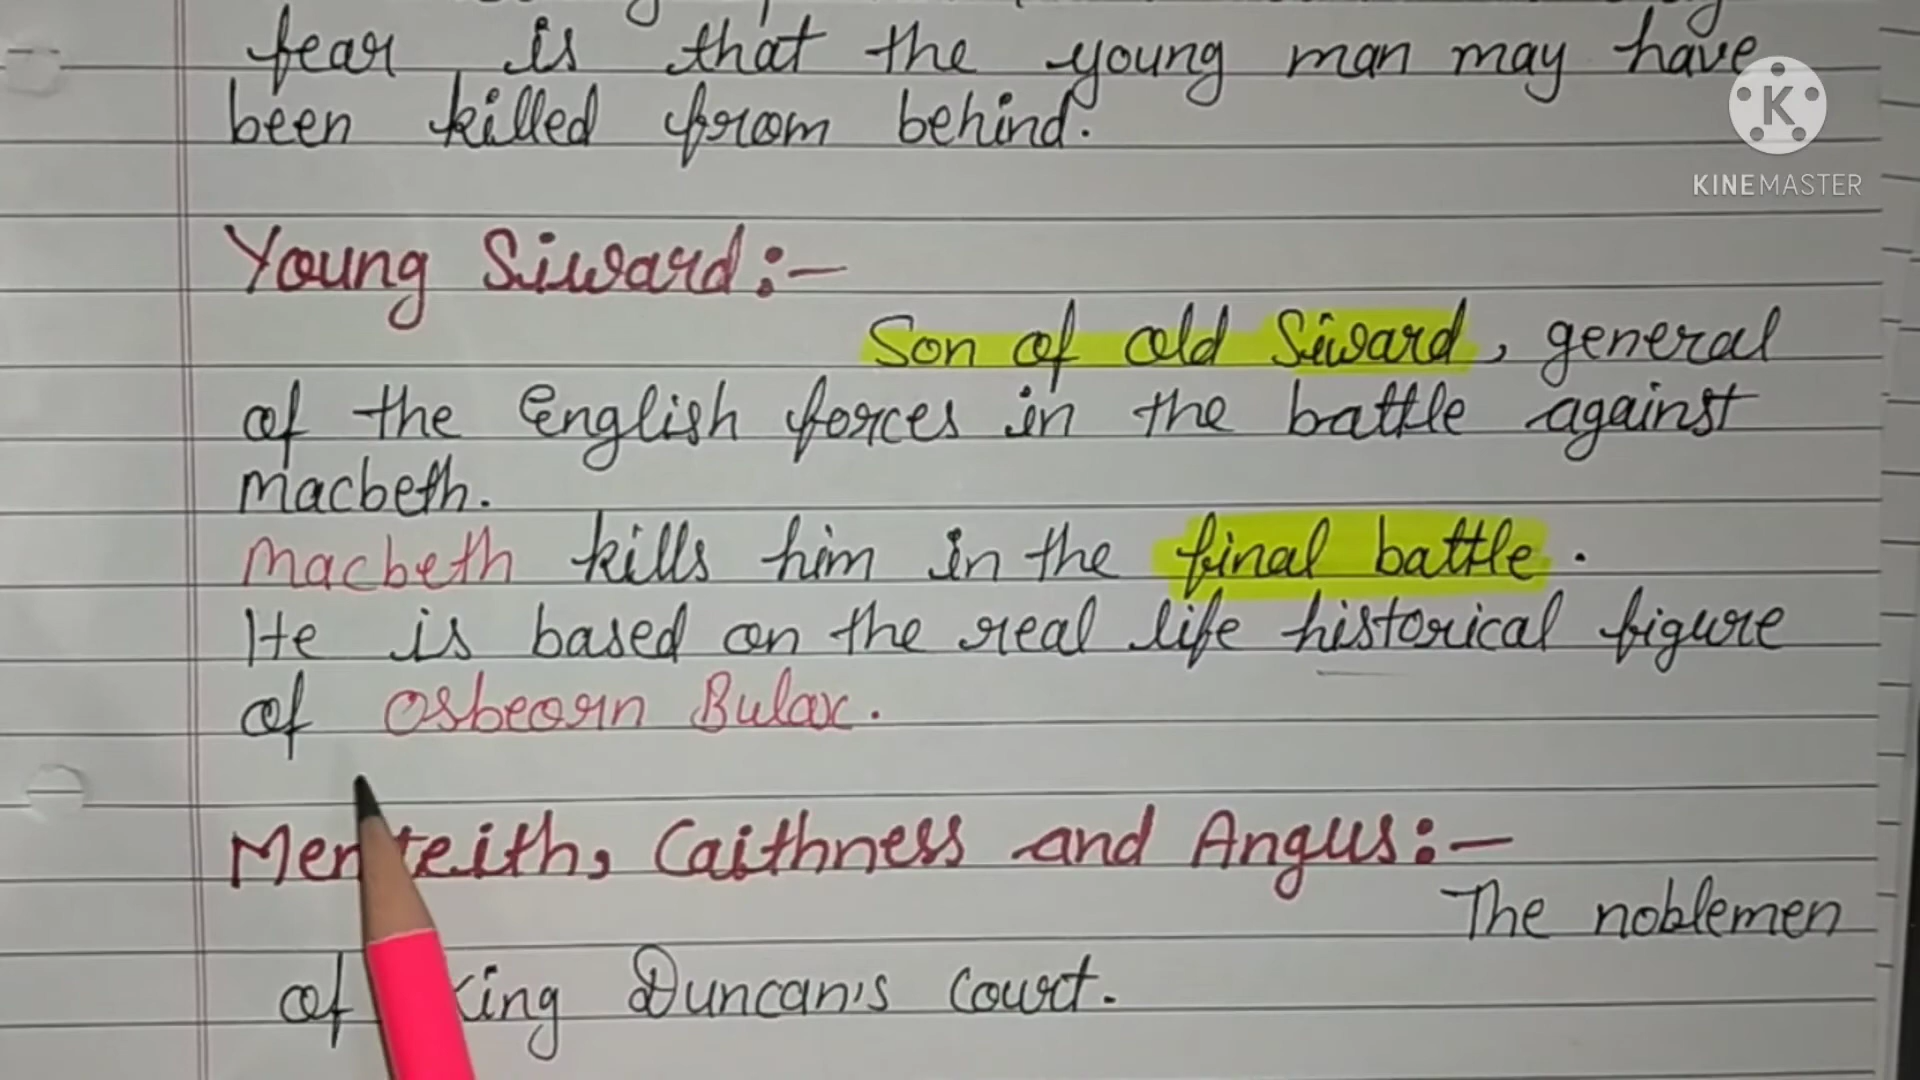 fear is that the young man may have
been killed from behind.
K
KINEMASTER
Young Siward:-
Son of old Siward, general
of the English forces in the battle against
Macbeth.
Macbeth kills him in the final battle.
He is based on the real life historical figure
of Osbeorn Bulax.
Menteith, Caithness and Angus:-
The noblemen
of King Duncan's court.